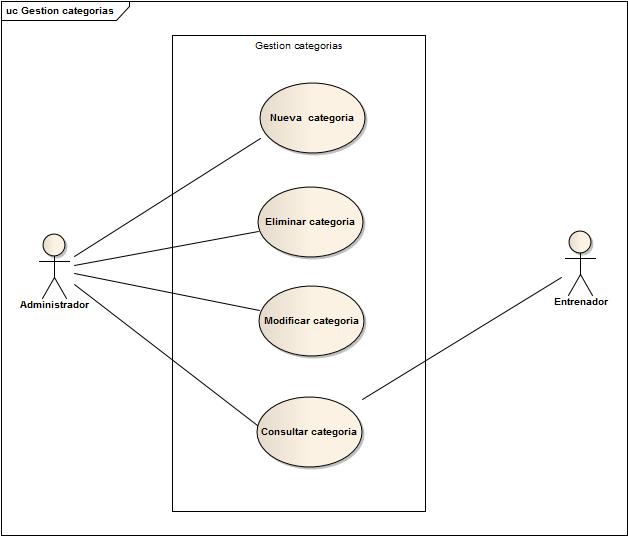 uc Gestion categorias
Gestion categorias
Nueva categoria
Eliminar categoria
Administrador
Entrenador
Modificar categoria
Consultar categoria